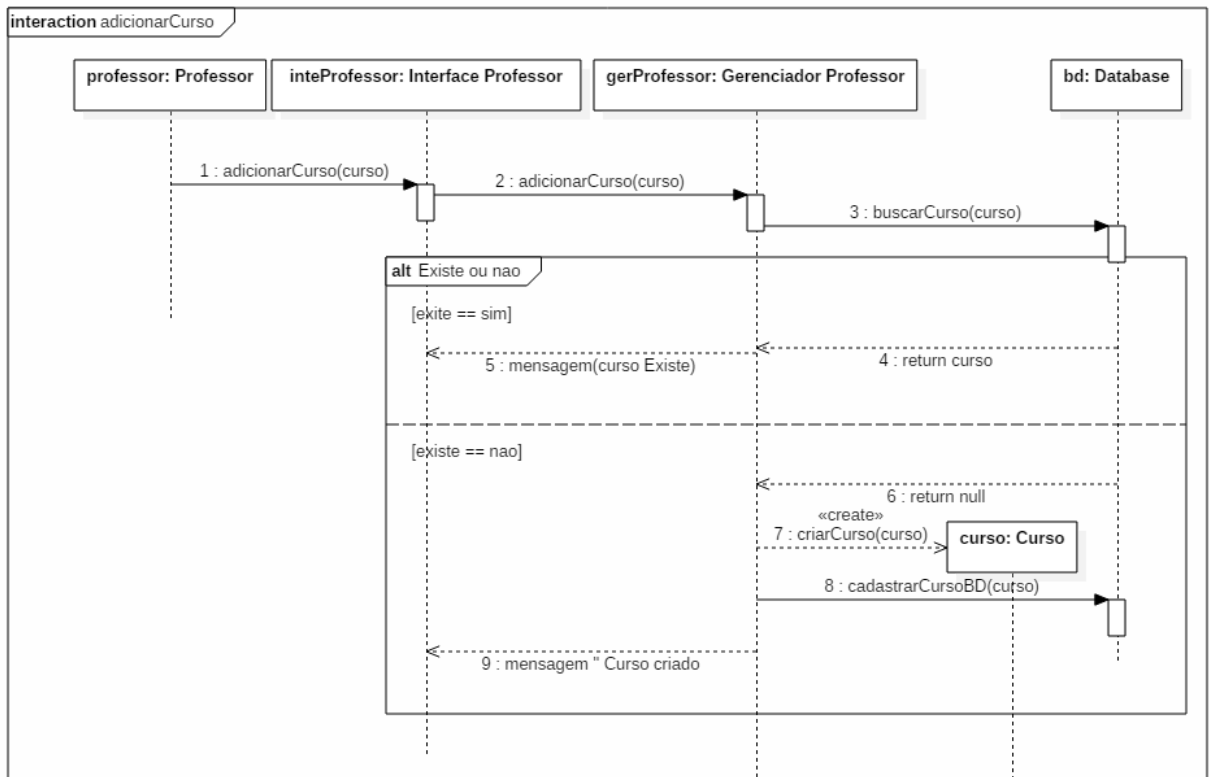 interaction adicionarCurso
professor: Professor
inteProfessor: Interface Professor
gerProfessor: Gerenciador Professor
bd: Database
1 : adicionarCurso(curso)
2 : adicionarCurso(curso)
3 : buscarCurso(curso)
alt Existe ou nao
[exite == sim]
4 : return curso
5 : mensagem(curso Existe)
[existe == nao]
6 : return null
«create»
7 : criarCurso(curso)
curso: Curso
8 : cadastrarCursoBD(curso)
9 : mensagem " Curso criado